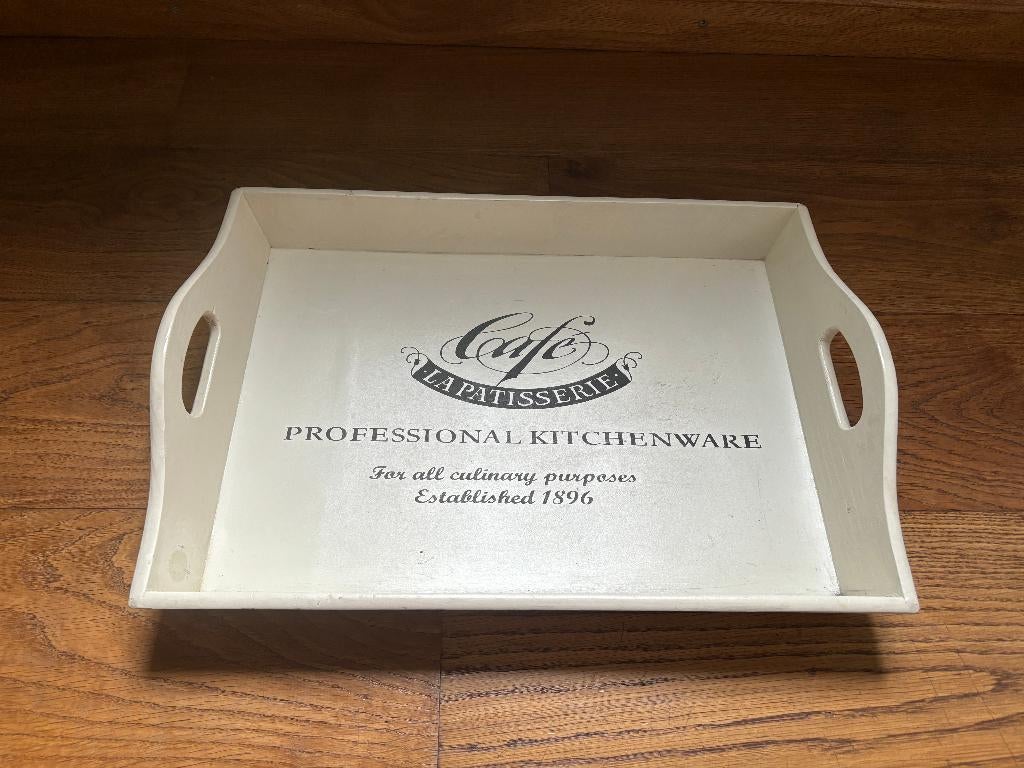 Cafe
LA PATISSERIE
PROFESSIONAL KITCHENWARE
For all culinary purposes
Established 1896